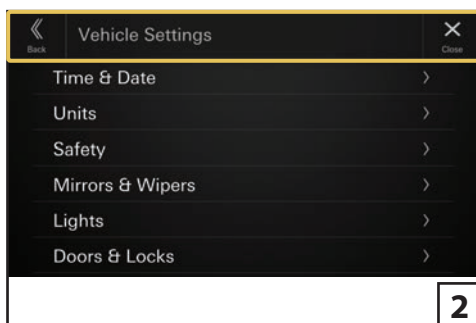 Back Vehicle Settings Close
Time & Date
Units
Safety
Mirrors & Wipers
Lights
Doors & Locks
2